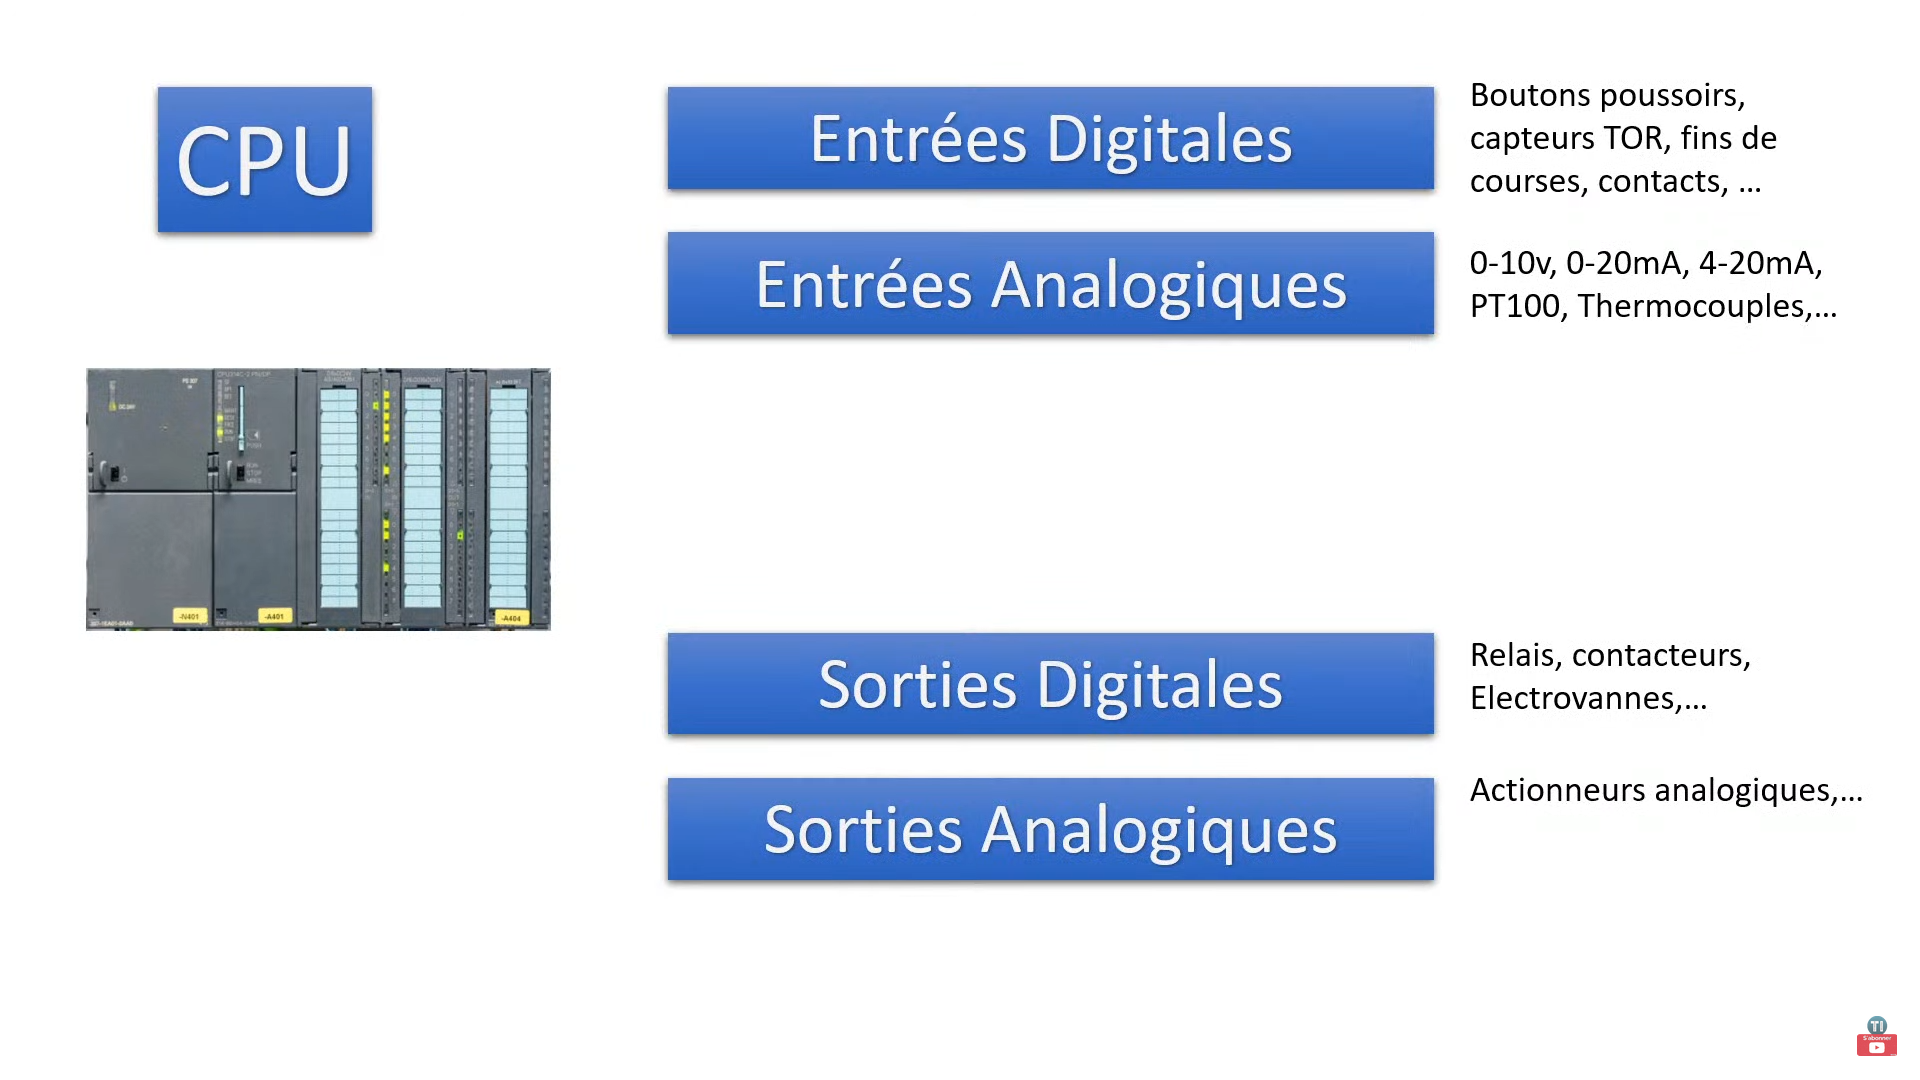 CPU
Entrées Digitales
Boutons poussoirs,
capteurs TOR, fins de
courses, contacts, ...
Entrées Analogiques
0-10v, 0-20mA, 4-20mA,
PT100, Thermocouples,...
-N401
-A401
-A404
Sorties Digitales
Relais, contacteurs,
Electrovannes,...
Sorties Analogiques
Actionneurs analogiques,...
TI
S'abonner